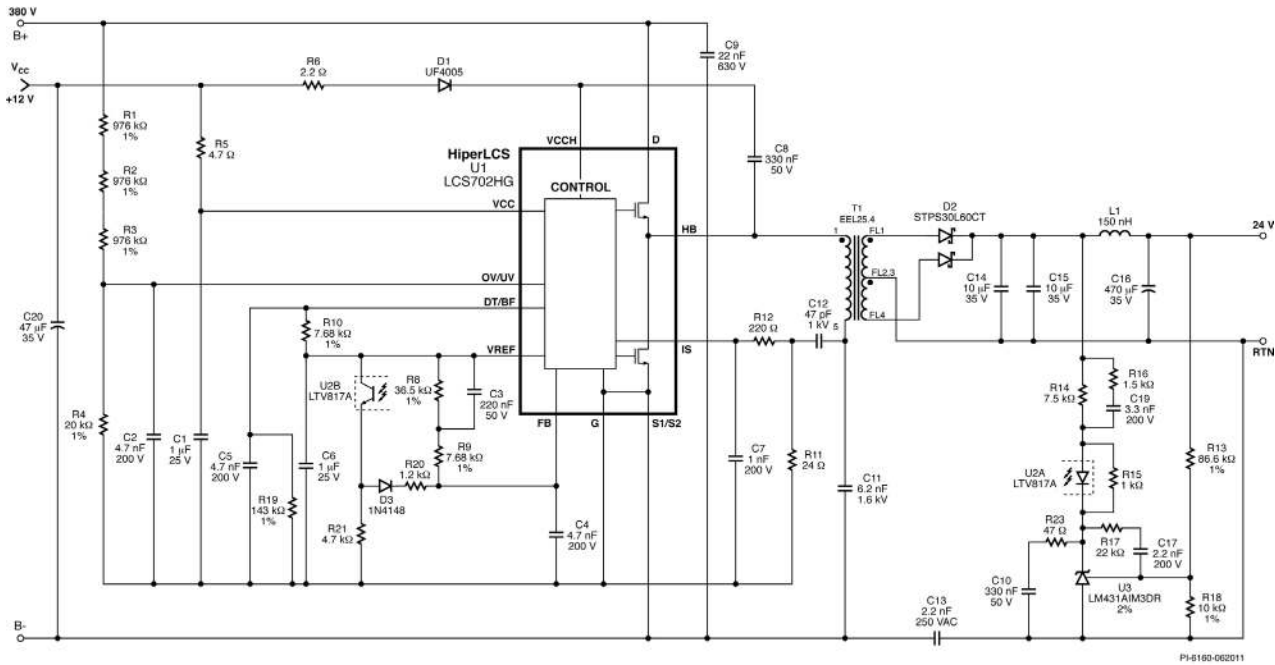 380 V
B+
VCC
+12 V
R6
2.2 Ω
D1
UF4005
C9
22 nF
630 V
R1
976 kΩ
1%
R2
976 kΩ
1%
R3
976 kΩ
1%
R5
4.7 Ω
VCCH
D
HiperLCS
U1
LCS702HG
CONTROL
C8
330 nF
50 V
VCC
HB
OV/UV
DT/BF
VREF
IS
FB
G
S1/S2
T1
EEL25.4
1
5
FL1
FL2,3
FL4
D2
STPS30L60CT
L1
150 nH
24 V
RTN
C14
10 µF
35 V
C15
10 µF
35 V
C16
470 µF
35 V
C12
47 pF
1 kV
R12
220 Ω
C20
47 µF
35 V
R10
7.68 kΩ
1%
U2B
LTV817A
R8
36.5 kΩ
1%
C3
220 nF
50 V
R9
7.68 kΩ
1%
R20
1.2 kΩ
D3
1N4148
R4
20 kΩ
1%
C2
4.7 nF
200 V
C1
1 µF
25 V
C5
4.7 nF
200 V
R19
143 kΩ
1%
C6
1 µF
25 V
R21
4.7 kΩ
C4
4.7 nF
200 V
C7
1 nF
200 V
R11
24 Ω
C11
6.2 nF
1.6 kV
R14
7.5 kΩ
R16
1.5 kΩ
C19
3.3 nF
200 V
R13
86.6 kΩ
1%
U2A
LTV817A
R15
1 kΩ
R23
47 Ω
R17
22 kΩ
C17
2.2 nF
200 V
C10
330 nF
50 V
U3
LM431AIM3DR
2%
R18
10 kΩ
1%
C13
2.2 nF
250 VAC
B-
PI-6160-062011